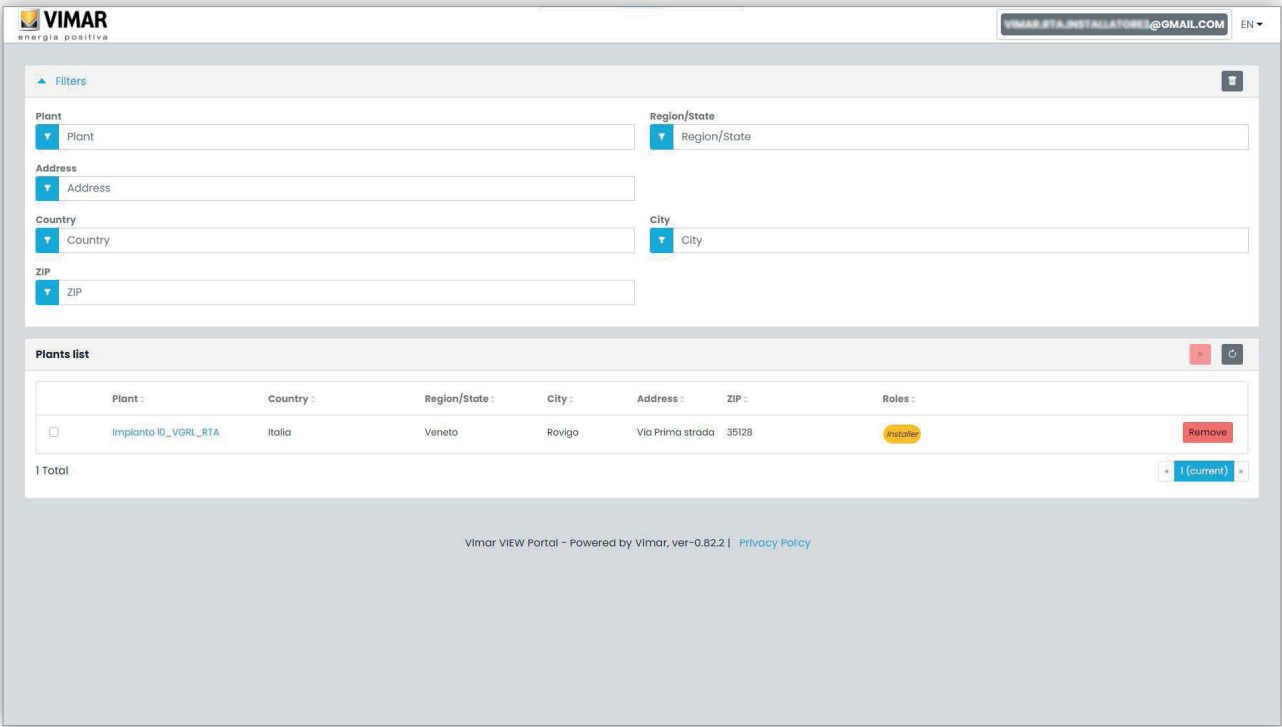 VIMAR
energia positiva
@GMAIL.COM
EN
Filters
Plant
Region/State
Plant
Region/State
Address
Address
Country
City
Country
City
ZIP
ZIP
Plants list
Plant Country Region/State City Address ZIP Roles
Impianto 10_VGRL_RTA Italia Veneto Rovigo Via Prima strada 35128 Installer Remove
1 Total
« 1 (current) »
Vimar VIEW Portal - Powered by Vimar, ver-0.82.2 | Privacy Policy